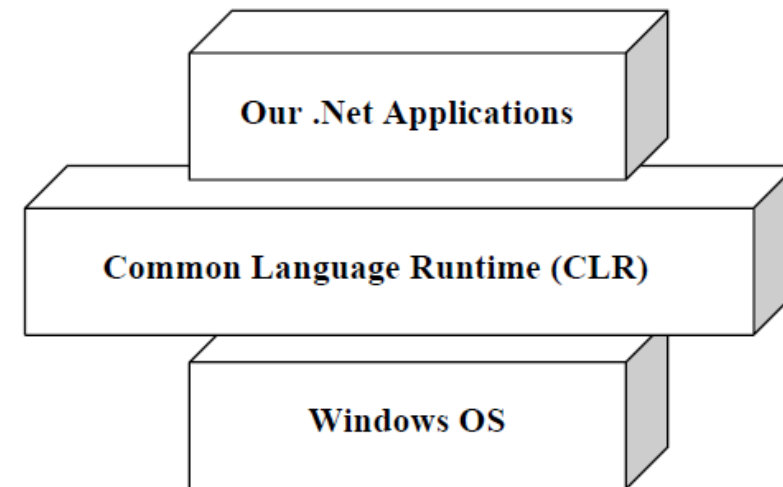 Our .Net Applications
Common Language Runtime (CLR)
Windows OS